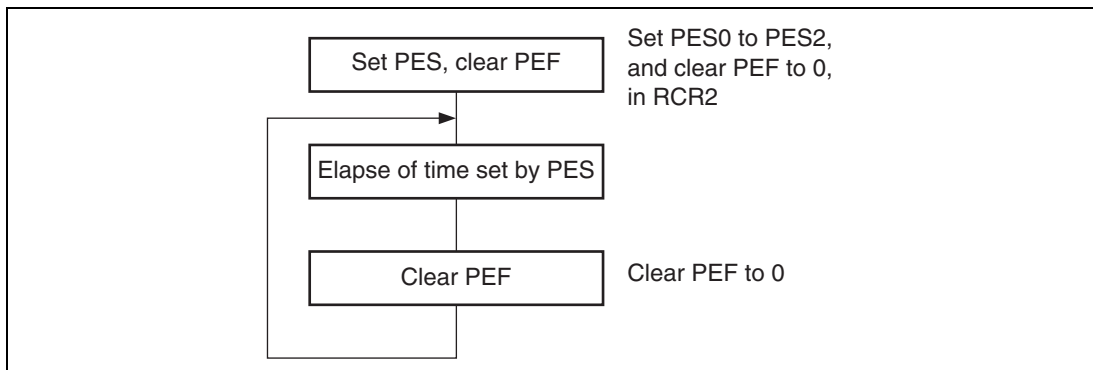 Set PES, clear PEF
Set PES0 to PES2,
and clear PEF to 0,
in RCR2
Elapse of time set by PES
Clear PEF
Clear PEF to 0